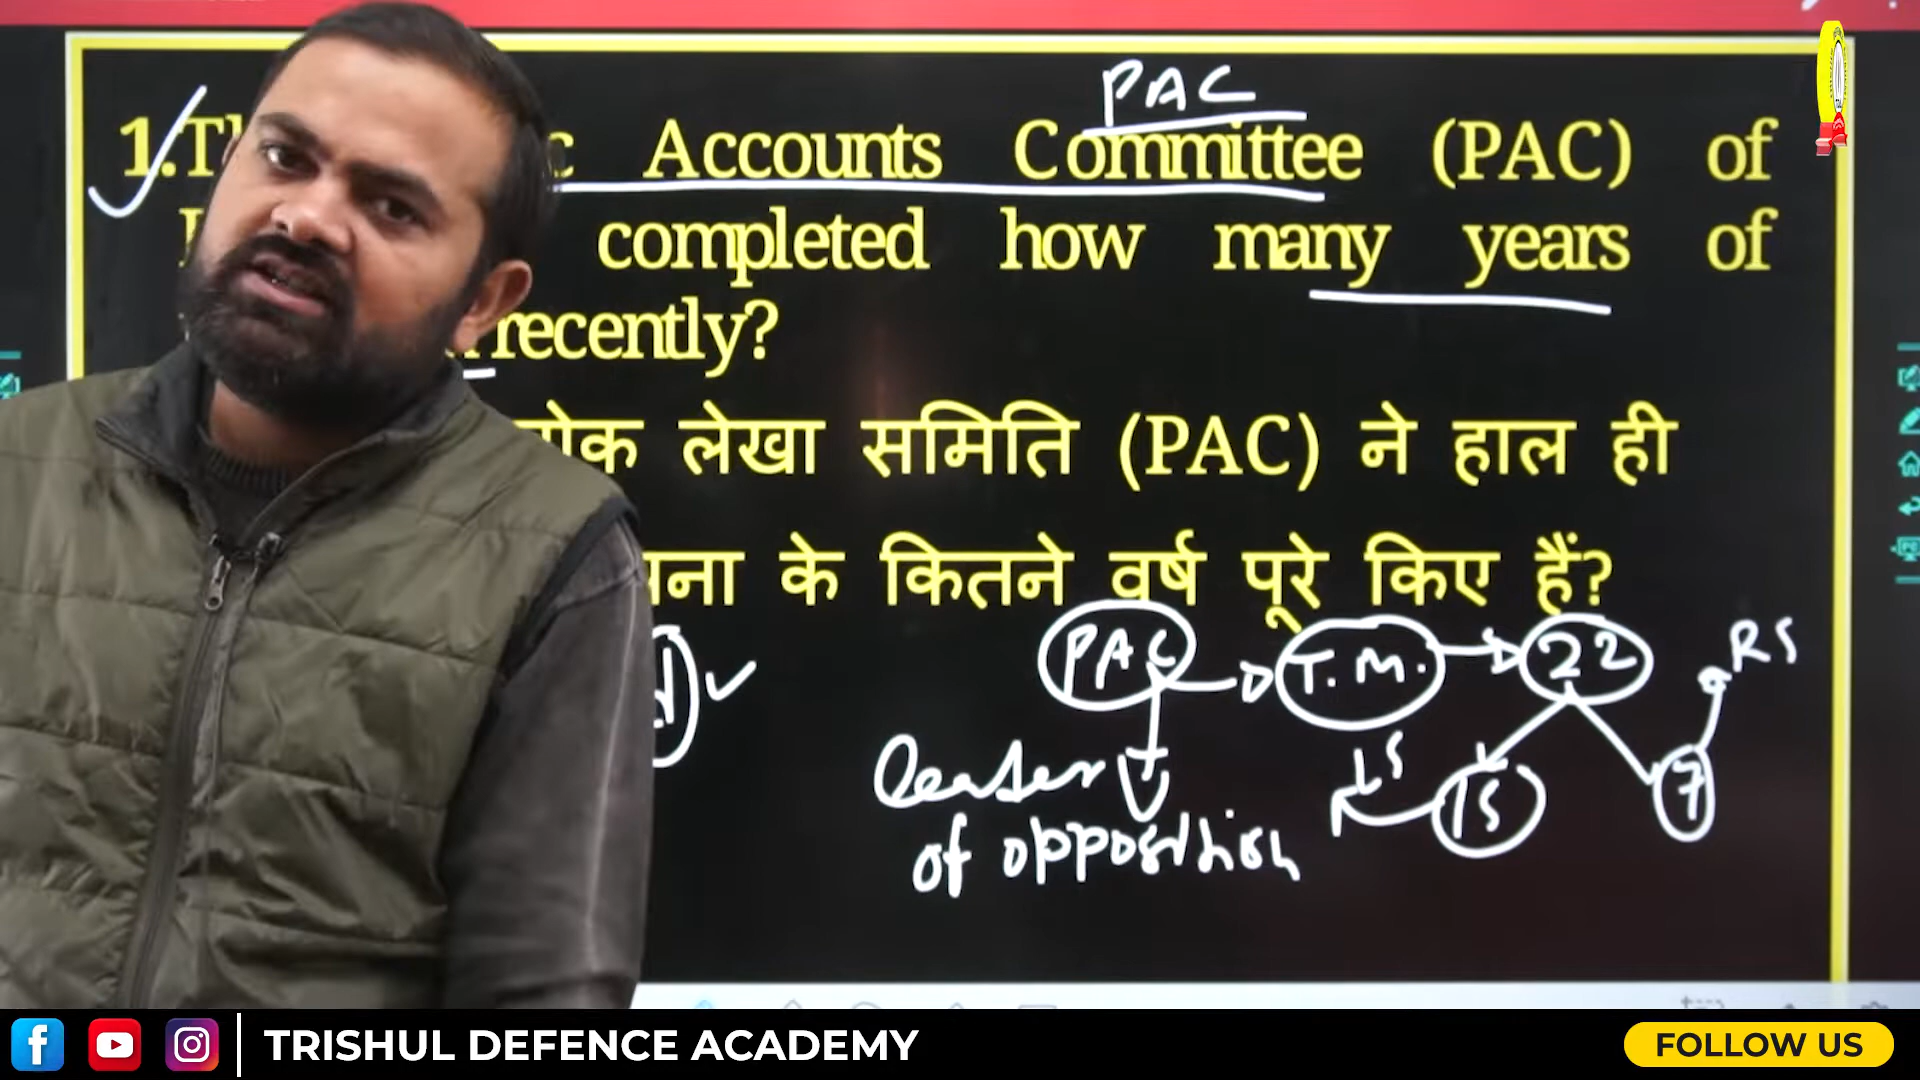 PAC
1. Accounts Committee (PAC) of
completed how many years of
recently?
लेखा समिति (PAC) ने हाल ही
के कितने वर्ष पूरे किए हैं?
PAC T.M. 22 RS
Leader LS 15 7
of opposition
TRISHUL DEFENCE ACADEMY
FOLLOW US